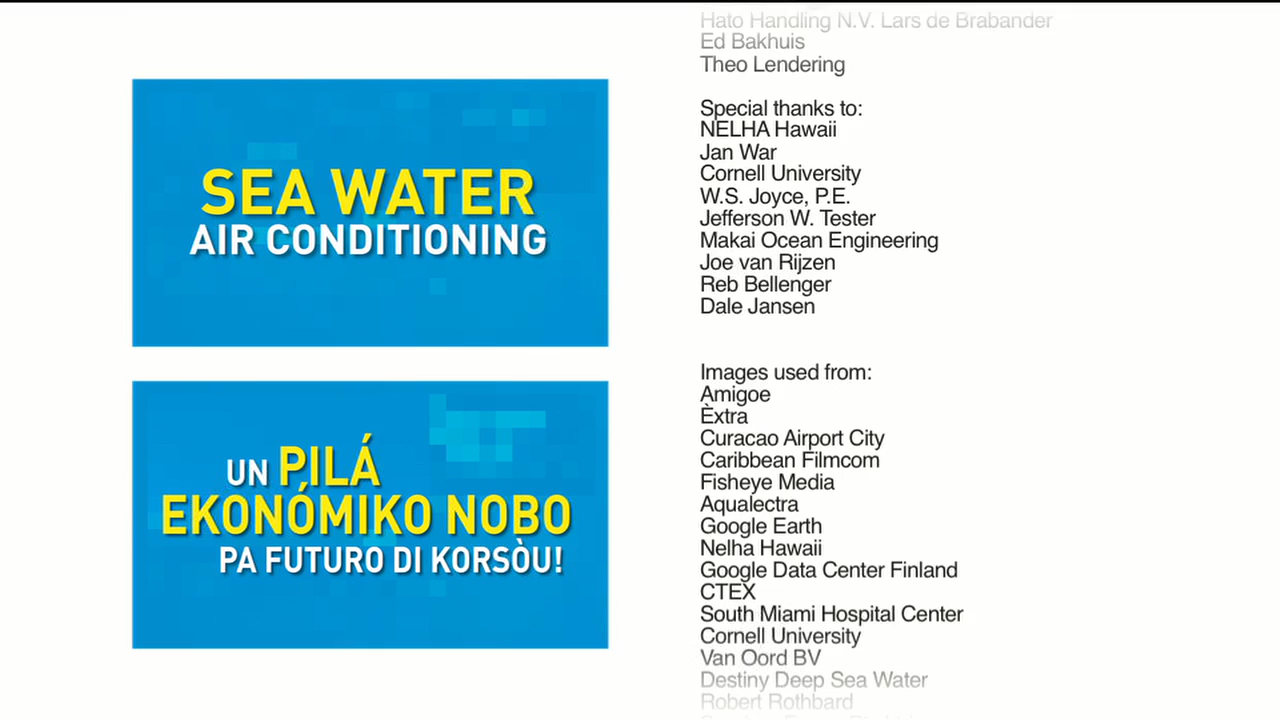 SEA WATER
AIR CONDITIONING
UN PILÁ
EKONÓMIKO NOBO
PA FUTURO DI KORSÒU!
Hato Handling N.V. Lars de Brabander
Ed Bakhuis
Theo Lendering
Special thanks to:
NELHA Hawaii
Jan War
Cornell University
W.S. Joyce, P.E.
Jefferson W. Tester
Makai Ocean Engineering
Joe van Rijzen
Reb Bellenger
Dale Jansen
Images used from:
Amigoe
Èxtra
Curacao Airport City
Caribbean Filmcom
Fisheye Media
Aqualectra
Google Earth
Nelha Hawaii
Google Data Center Finland
CTEX
South Miami Hospital Center
Cornell University
Van Oord BV
Destiny Deep Sea Water
Robert Rothbard